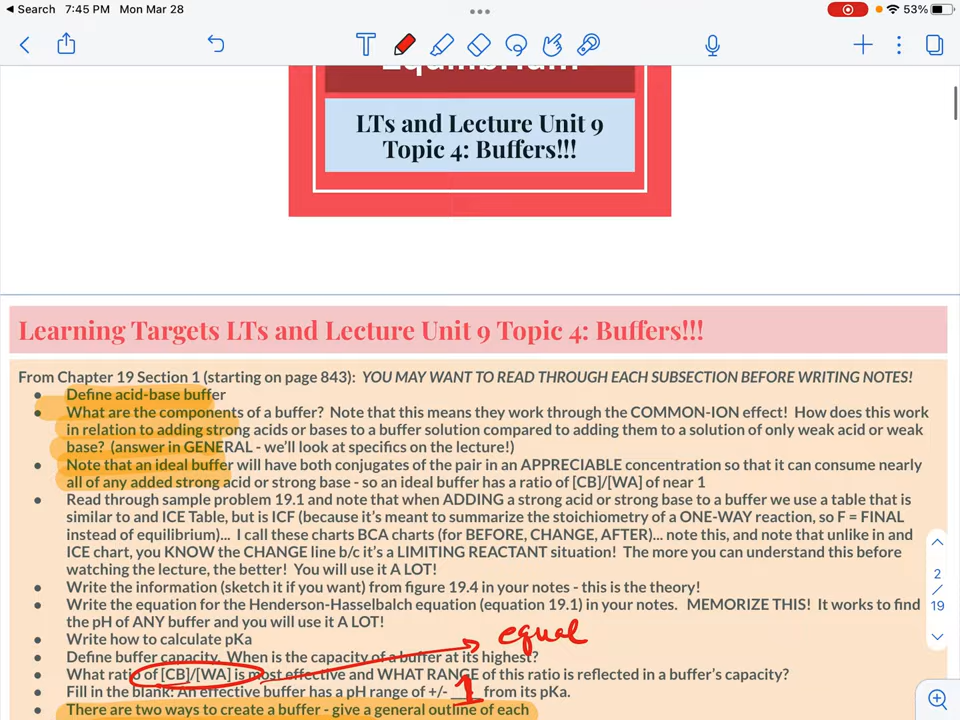 Search 7:45 PM Mon Mar 28
53%
T
Equilibrium
LTs and Lecture Unit 9
Topic 4: Buffers!!!
Learning Targets LTs and Lecture Unit 9 Topic 4: Buffers!!!
From Chapter 19 Section 1 (starting on page 843): YOU MAY WANT TO READ THROUGH EACH SUBSECTION BEFORE WRITING NOTES!
● Define acid-base buffer
● What are the components of a buffer? Note that this means they work through the COMMON-ION effect! How does this work
in relation to adding strong acids or bases to a buffer solution compared to adding them to a solution of only weak acid or weak
base? (answer in GENERAL - we'll look at specifics on the lecture!)
● Note that an ideal buffer will have both conjugates of the pair in an APPRECIABLE concentration so that it can consume nearly
all of any added strong acid or strong base - so an ideal buffer has a ratio of [CB]/[WA] of near 1
● Read through sample problem 19.1 and note that when ADDING a strong acid or strong base to a buffer we use a table that is
similar to and ICE Table, but is ICF (because it's meant to summarize the stoichiometry of a ONE-WAY reaction, so F = FINAL
instead of equilibrium)... I call these charts BCA charts (for BEFORE, CHANGE, AFTER)... note this, and note that unlike in and
ICE chart, you KNOW the CHANGE line b/c it's a LIMITING REACTANT situation! The more you can understand this before
watching the lecture, the better! You will use it A LOT!
● Write the information (sketch it if you want) from figure 19.4 in your notes - this is the theory!
● Write the equation for the Henderson-Hasselbalch equation (equation 19.1) in your notes. MEMORIZE THIS! It works to find
the pH of ANY buffer and you will use it A LOT!
● Write how to calculate pKa
equal
● Define buffer capacity. When is the capacity of a buffer at its highest?
● What ratio of [CB]/[WA] is most effective and WHAT RANGE of this ratio is reflected in a buffer's capacity?
● Fill in the blank: An effective buffer has a pH range of +/- 1 from its pKa.
● There are two ways to create a buffer - give a general outline of each
2
/
19